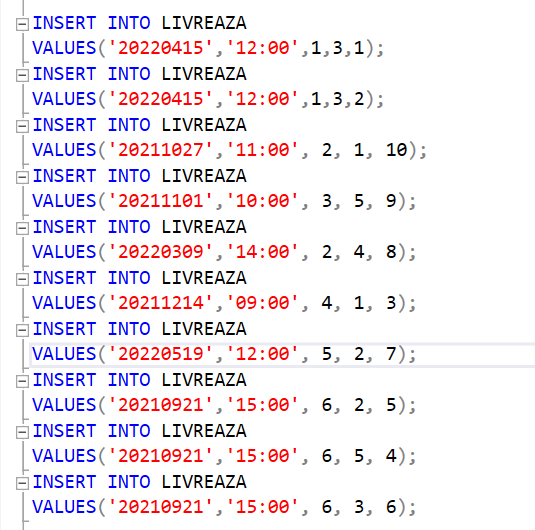 INSERT INTO LIVREAZA
VALUES('20220415','12:00',1,3,1);
INSERT INTO LIVREAZA
VALUES('20220415','12:00',1,3,2);
INSERT INTO LIVREAZA
VALUES('20211027','11:00', 2, 1, 10);
INSERT INTO LIVREAZA
VALUES('20211101','10:00', 3, 5, 9);
INSERT INTO LIVREAZA
VALUES('20220309','14:00', 2, 4, 8);
INSERT INTO LIVREAZA
VALUES('20211214','09:00', 4, 1, 3);
INSERT INTO LIVREAZA
VALUES('20220519','12:00', 5, 2, 7);
INSERT INTO LIVREAZA
VALUES('20210921','15:00', 6, 2, 5);
INSERT INTO LIVREAZA
VALUES('20210921','15:00', 6, 5, 4);
INSERT INTO LIVREAZA
VALUES('20210921','15:00', 6, 3, 6);